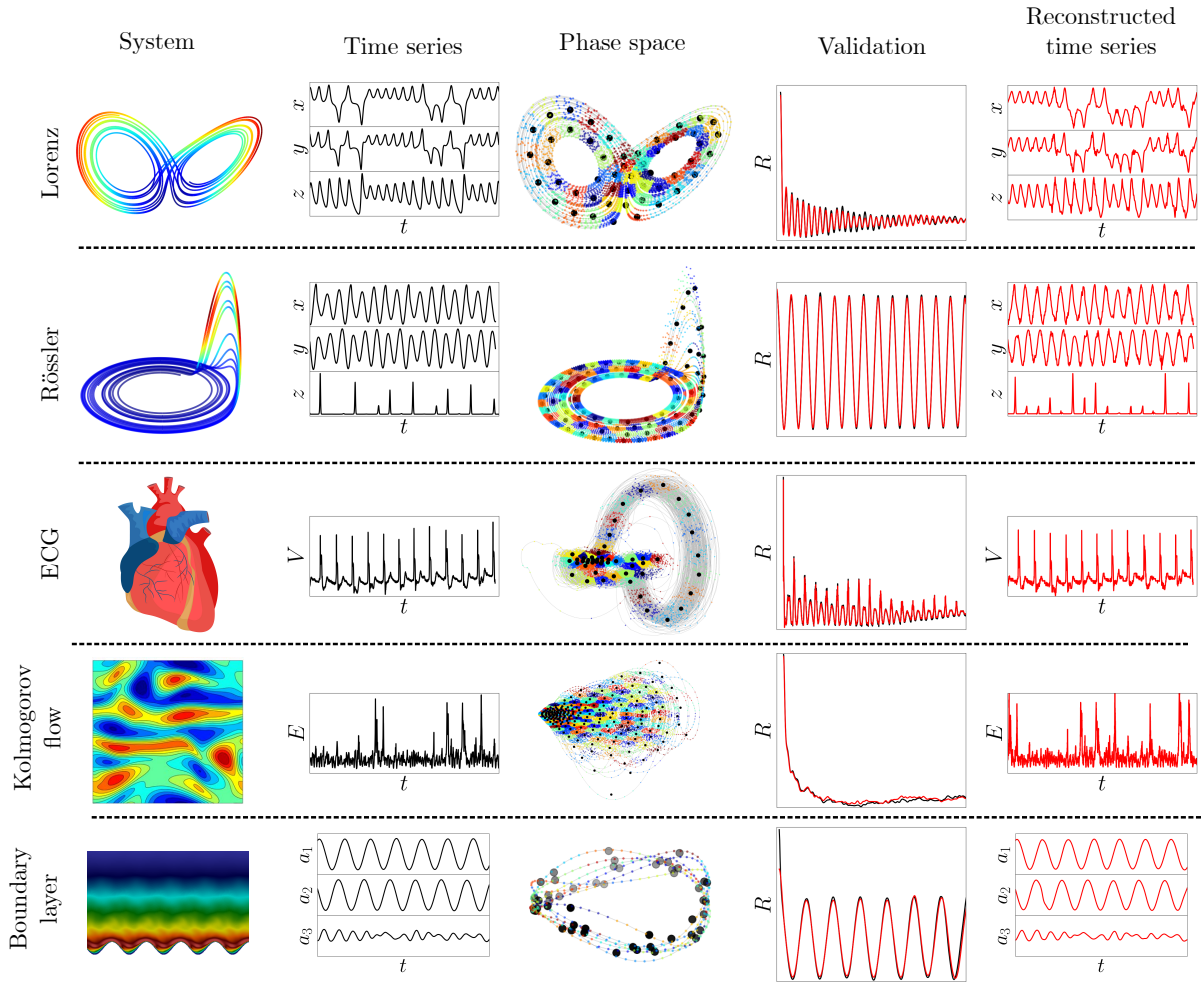 System
Time series
Phase space
Validation
Reconstructed
time series
Lorenz
x
y
z
t
R
x
y
z
t
Rössler
x
y
z
t
R
x
y
z
t
ECG
V
t
R
V
t
Kolmogorov
flow
E
t
R
E
t
Boundary
layer
a₁
a₂
a₃
t
R
a₁
a₂
a₃
t